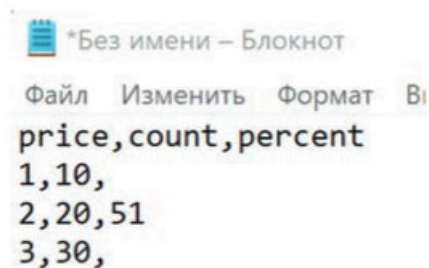 *Без имени – Блокнот
Файл Изменить Формат
price,count,percent
1,10,
2,20,51
3,30,